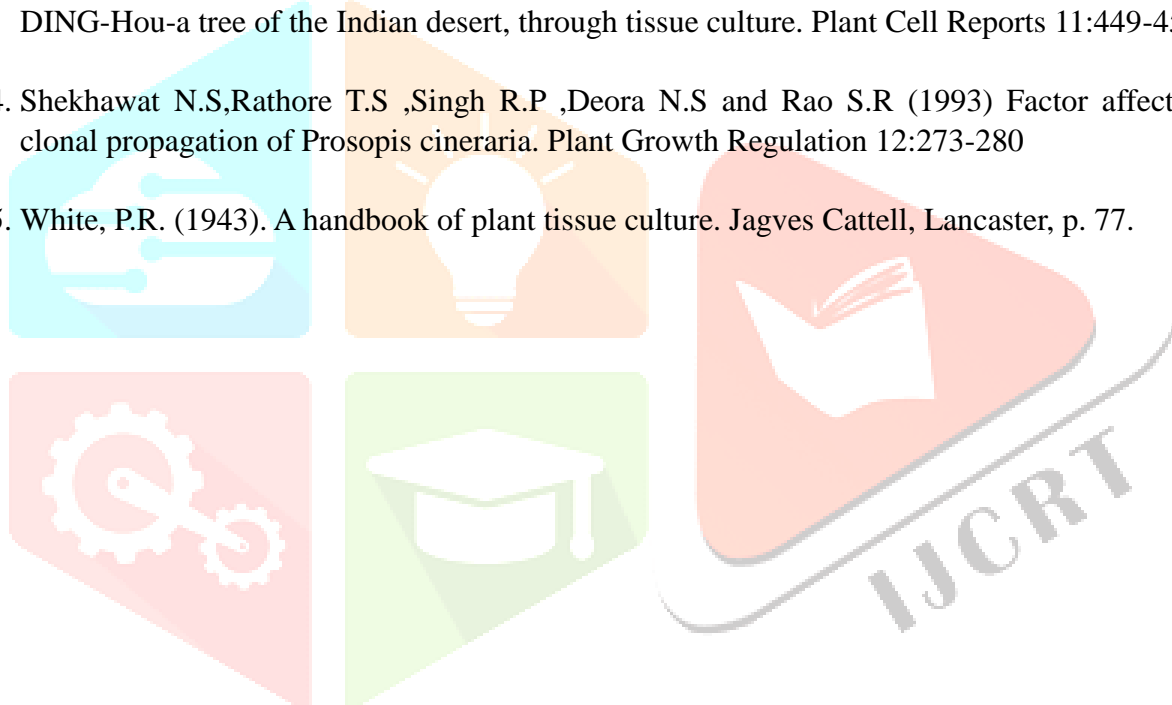 DING-Hou-a tree of the Indian desert, through tissue culture. Plant Cell Reports 11:449-4
4. Shekhawat N.S,Rathore T.S ,Singh R.P ,Deora N.S and Rao S.R (1993) Factor affect
clonal propagation of Prosopis cineraria. Plant Growth Regulation 12:273-280
5. White, P.R. (1943). A handbook of plant tissue culture. Jagves Cattell, Lancaster, p. 77.
IJCRT